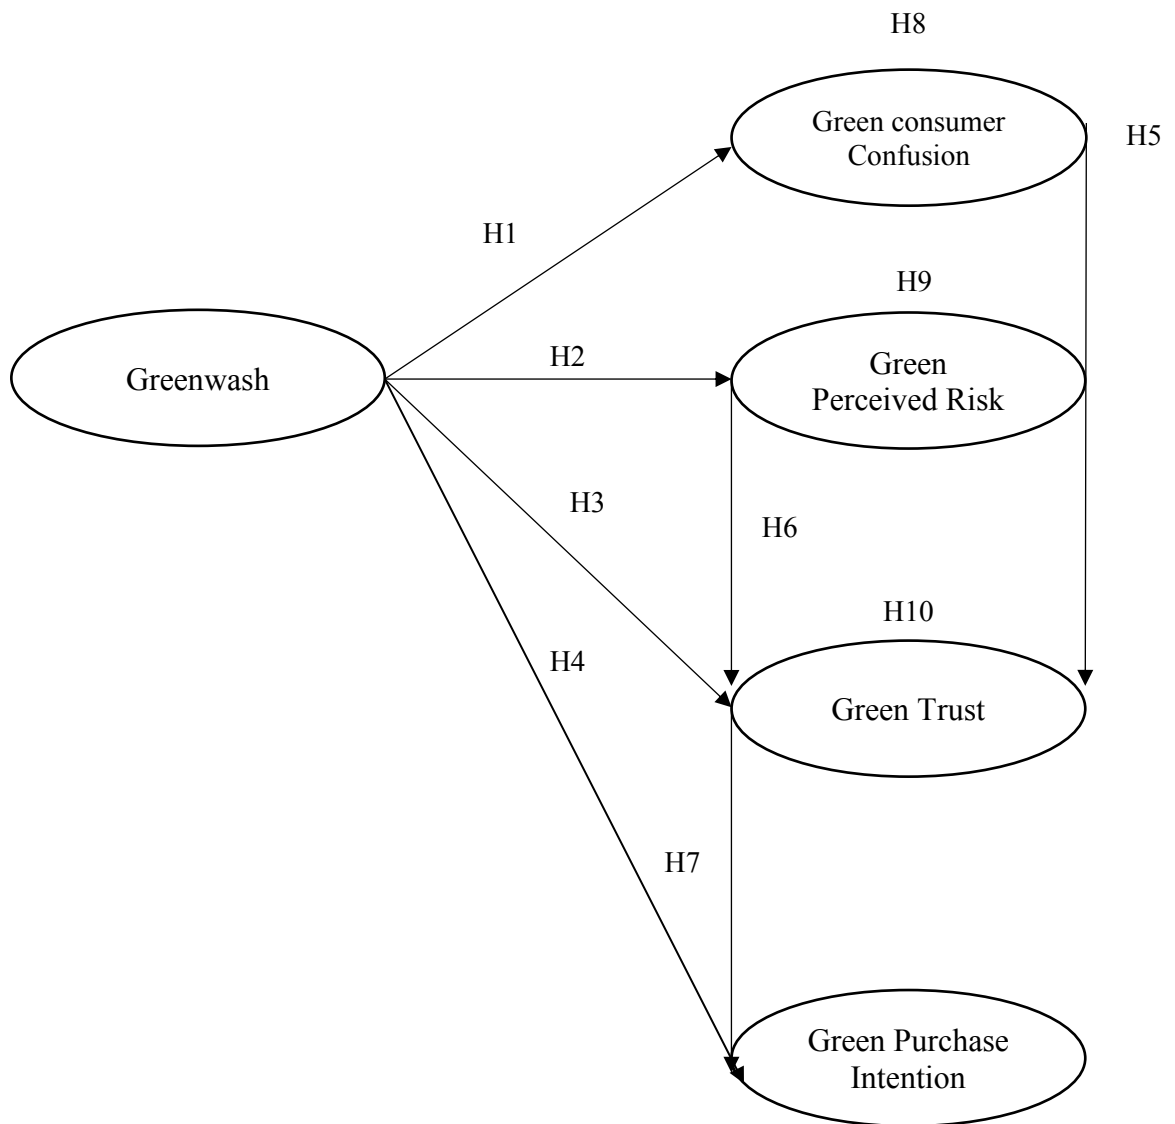 H8
Green consumer
Confusion
H5
H1
H9
H2
Green
Perceived Risk
Greenwash
H3
H6
H10
H4
Green Trust
H7
Green Purchase
Intention